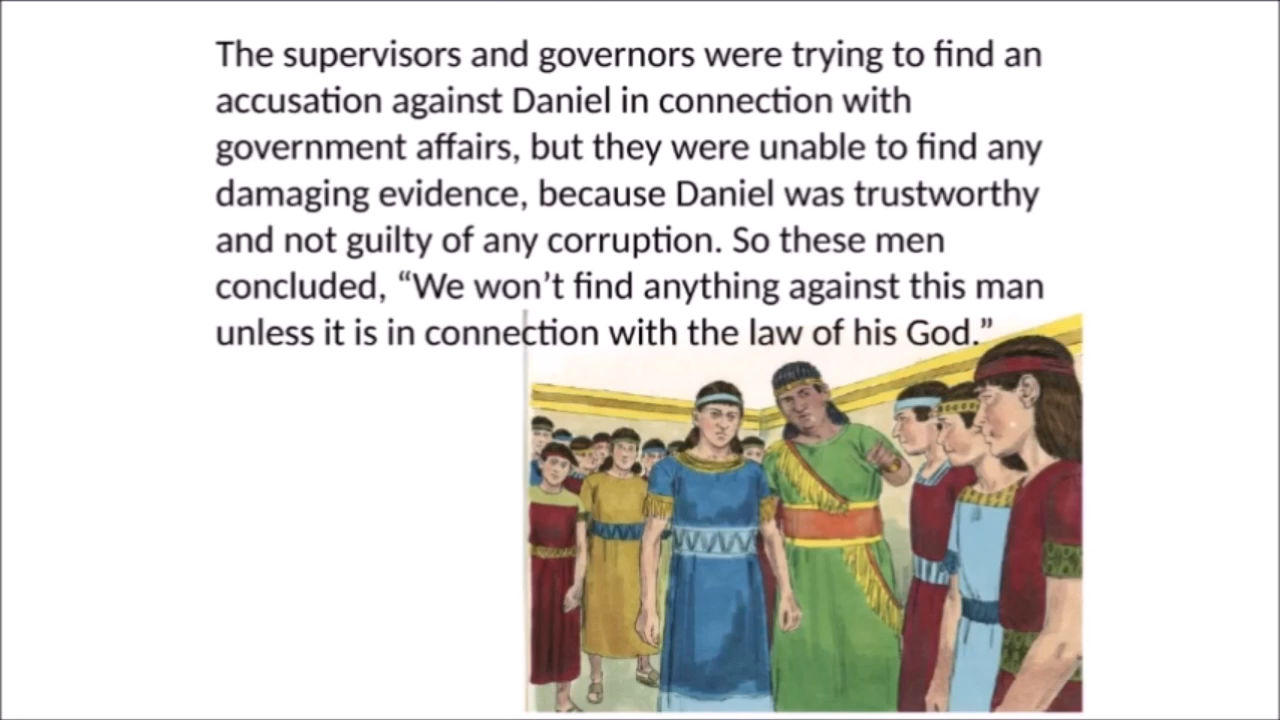 The supervisors and governors were trying to find an
accusation against Daniel in connection with
government affairs, but they were unable to find any
damaging evidence, because Daniel was trustworthy
and not guilty of any corruption. So these men
concluded, “We won’t find anything against this man
unless it is in connection with the law of his God.”